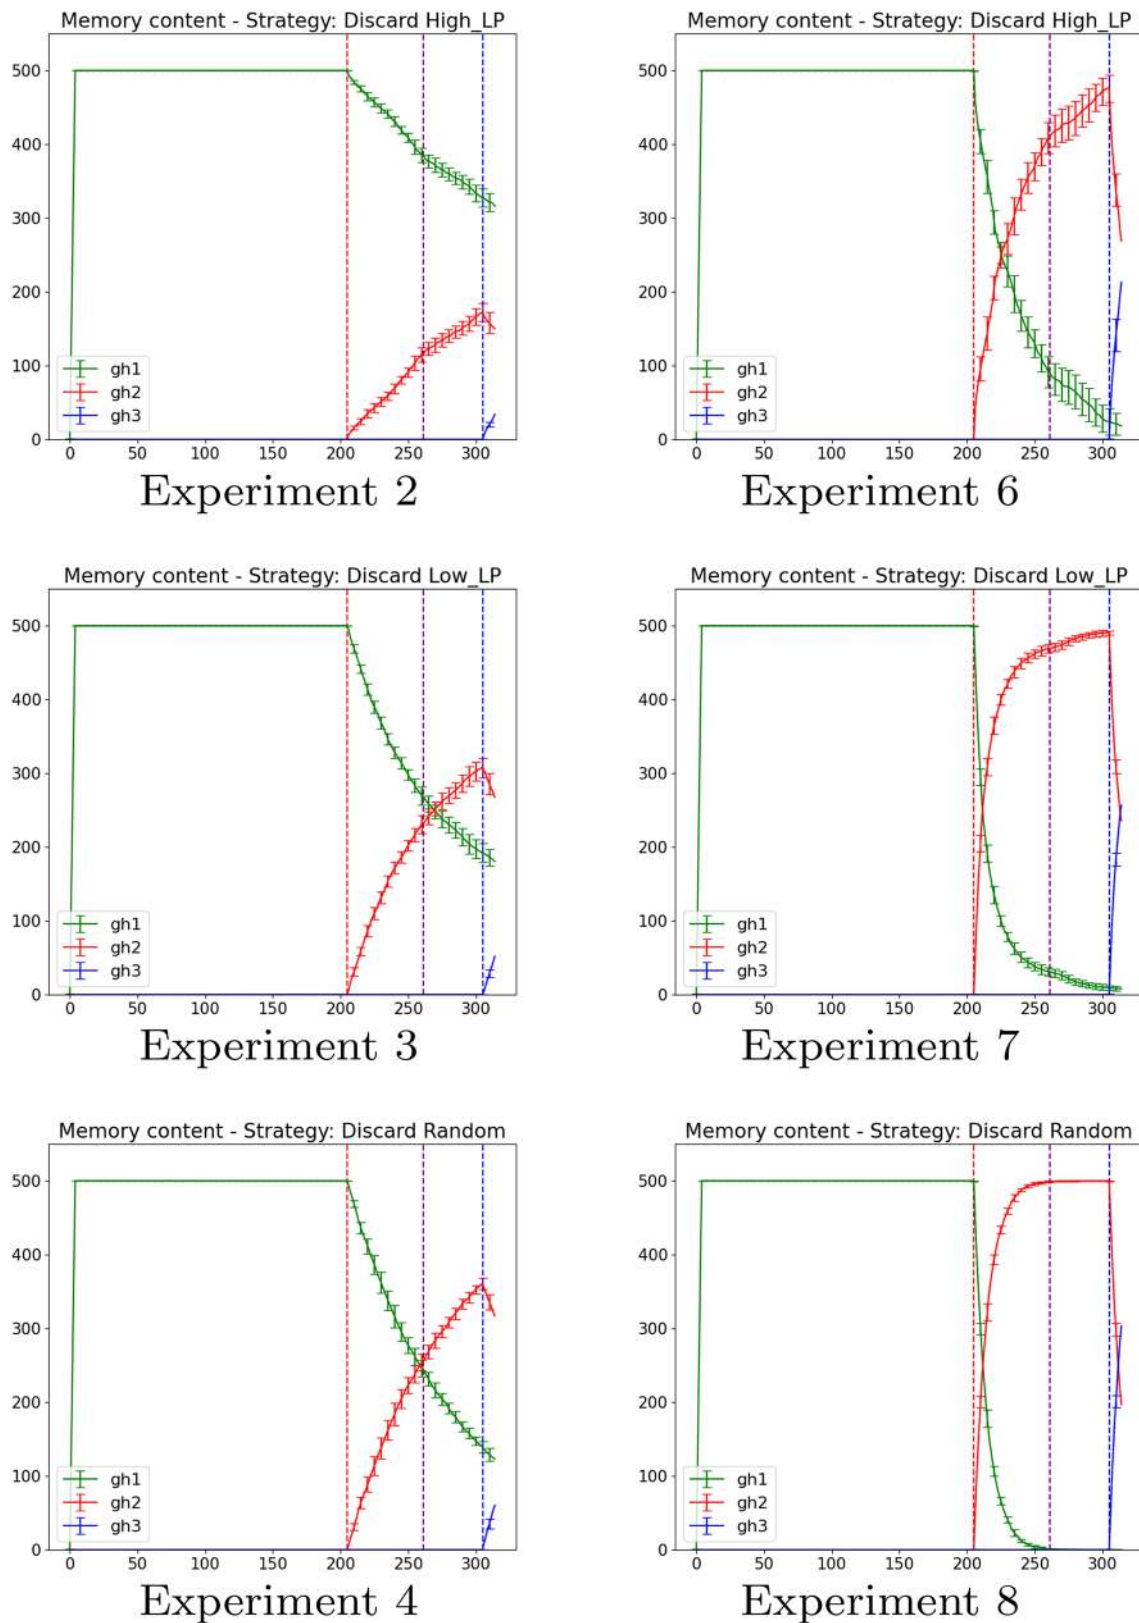 Memory content - Strategy: Discard High_LP
500
400
300
200
100
0
gh1
gh2
gh3
0 50 100 150 200 250 300
Experiment 2
Memory content - Strategy: Discard High_LP
500
400
300
200
100
0
gh1
gh2
gh3
0 50 100 150 200 250 300
Experiment 6
Memory content - Strategy: Discard Low_LP
500
400
300
200
100
0
gh1
gh2
gh3
0 50 100 150 200 250 300
Experiment 3
Memory content - Strategy: Discard Low_LP
500
400
300
200
100
0
gh1
gh2
gh3
0 50 100 150 200 250 300
Experiment 7
Memory content - Strategy: Discard Random
500
400
300
200
100
0
gh1
gh2
gh3
0 50 100 150 200 250 300
Experiment 4
Memory content - Strategy: Discard Random
500
400
300
200
100
0
gh1
gh2
gh3
0 50 100 150 200 250 300
Experiment 8